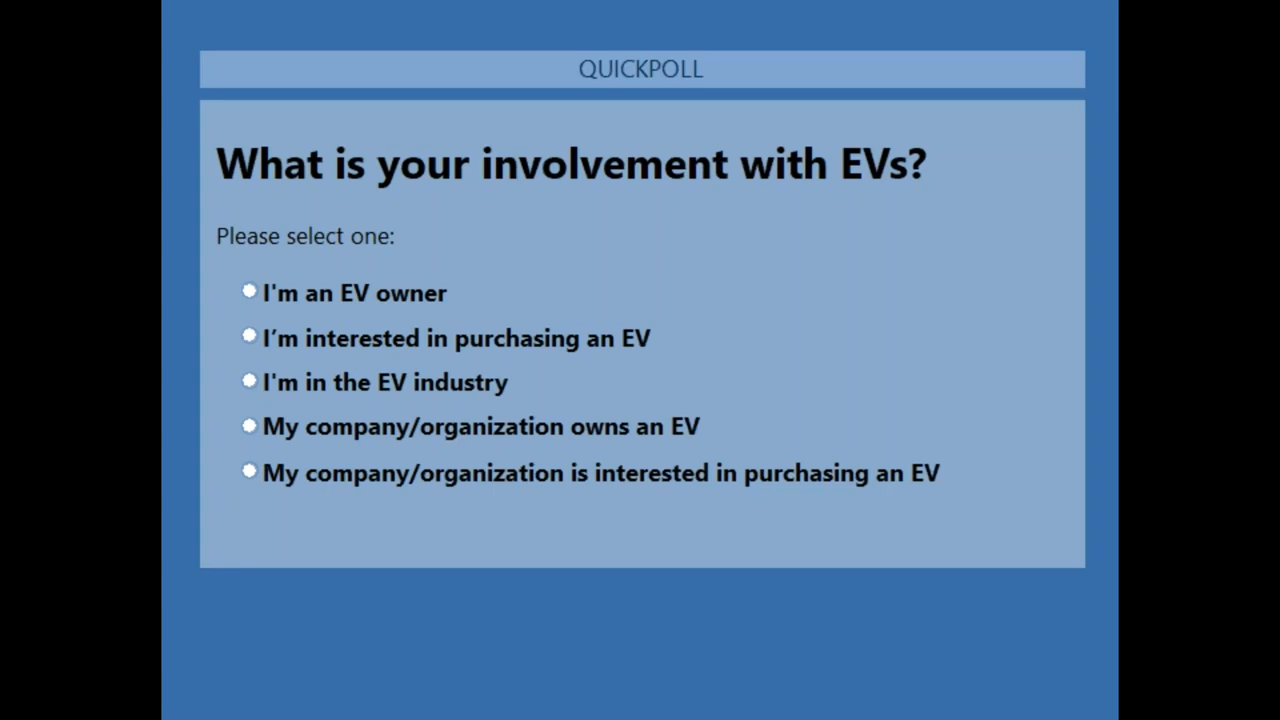 QUICKPOLL
What is your involvement with EVs?
Please select one:
I'm an EV owner
I’m interested in purchasing an EV
I'm in the EV industry
My company/organization owns an EV
My company/organization is interested in purchasing an EV